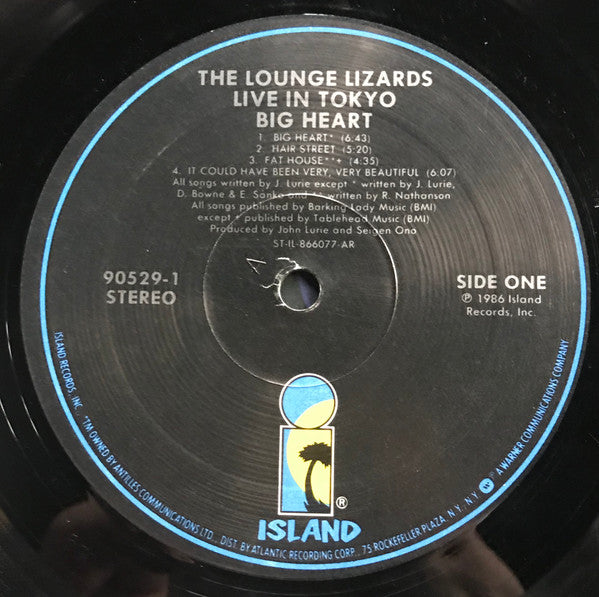 THE LOUNGE LIZARDS
LIVE IN TOKYO
BIG HEART
1. BIG HEART* (6:43)
2. HAIR STREET (5:20)
3. FAT HOUSE**+ (4:35)
4. IT COULD HAVE BEEN VERY, VERY BEAUTIFUL (6:07)
All songs written by J. Lurie except * written by J. Lurie,
D. Bowne & E. Sanko and ** written by R. Nathanson
All songs published by Barking Lady Music (BMI)
except + published by Tablehead Music (BMI)
Produced by John Lurie and Seigen Ono
ST-IL-866077-AR
90529-1
STEREO
SIDE ONE
℗ 1986 Island
Records, Inc.
®
ISLAND
ISLAND RECORDS, INC., *TM OWNED BY ANTILLES COMMUNICATIONS LTD., DIST. BY ATLANTIC RECORDING CORP., 75 ROCKEFELLER PLAZA, N.Y., N.Y. A WARNER COMMUNICATIONS COMPANY